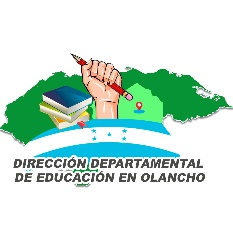 DIRECCIÓN DEPARTAMENTAL
DE EDUCACIÓN EN OLANCHO